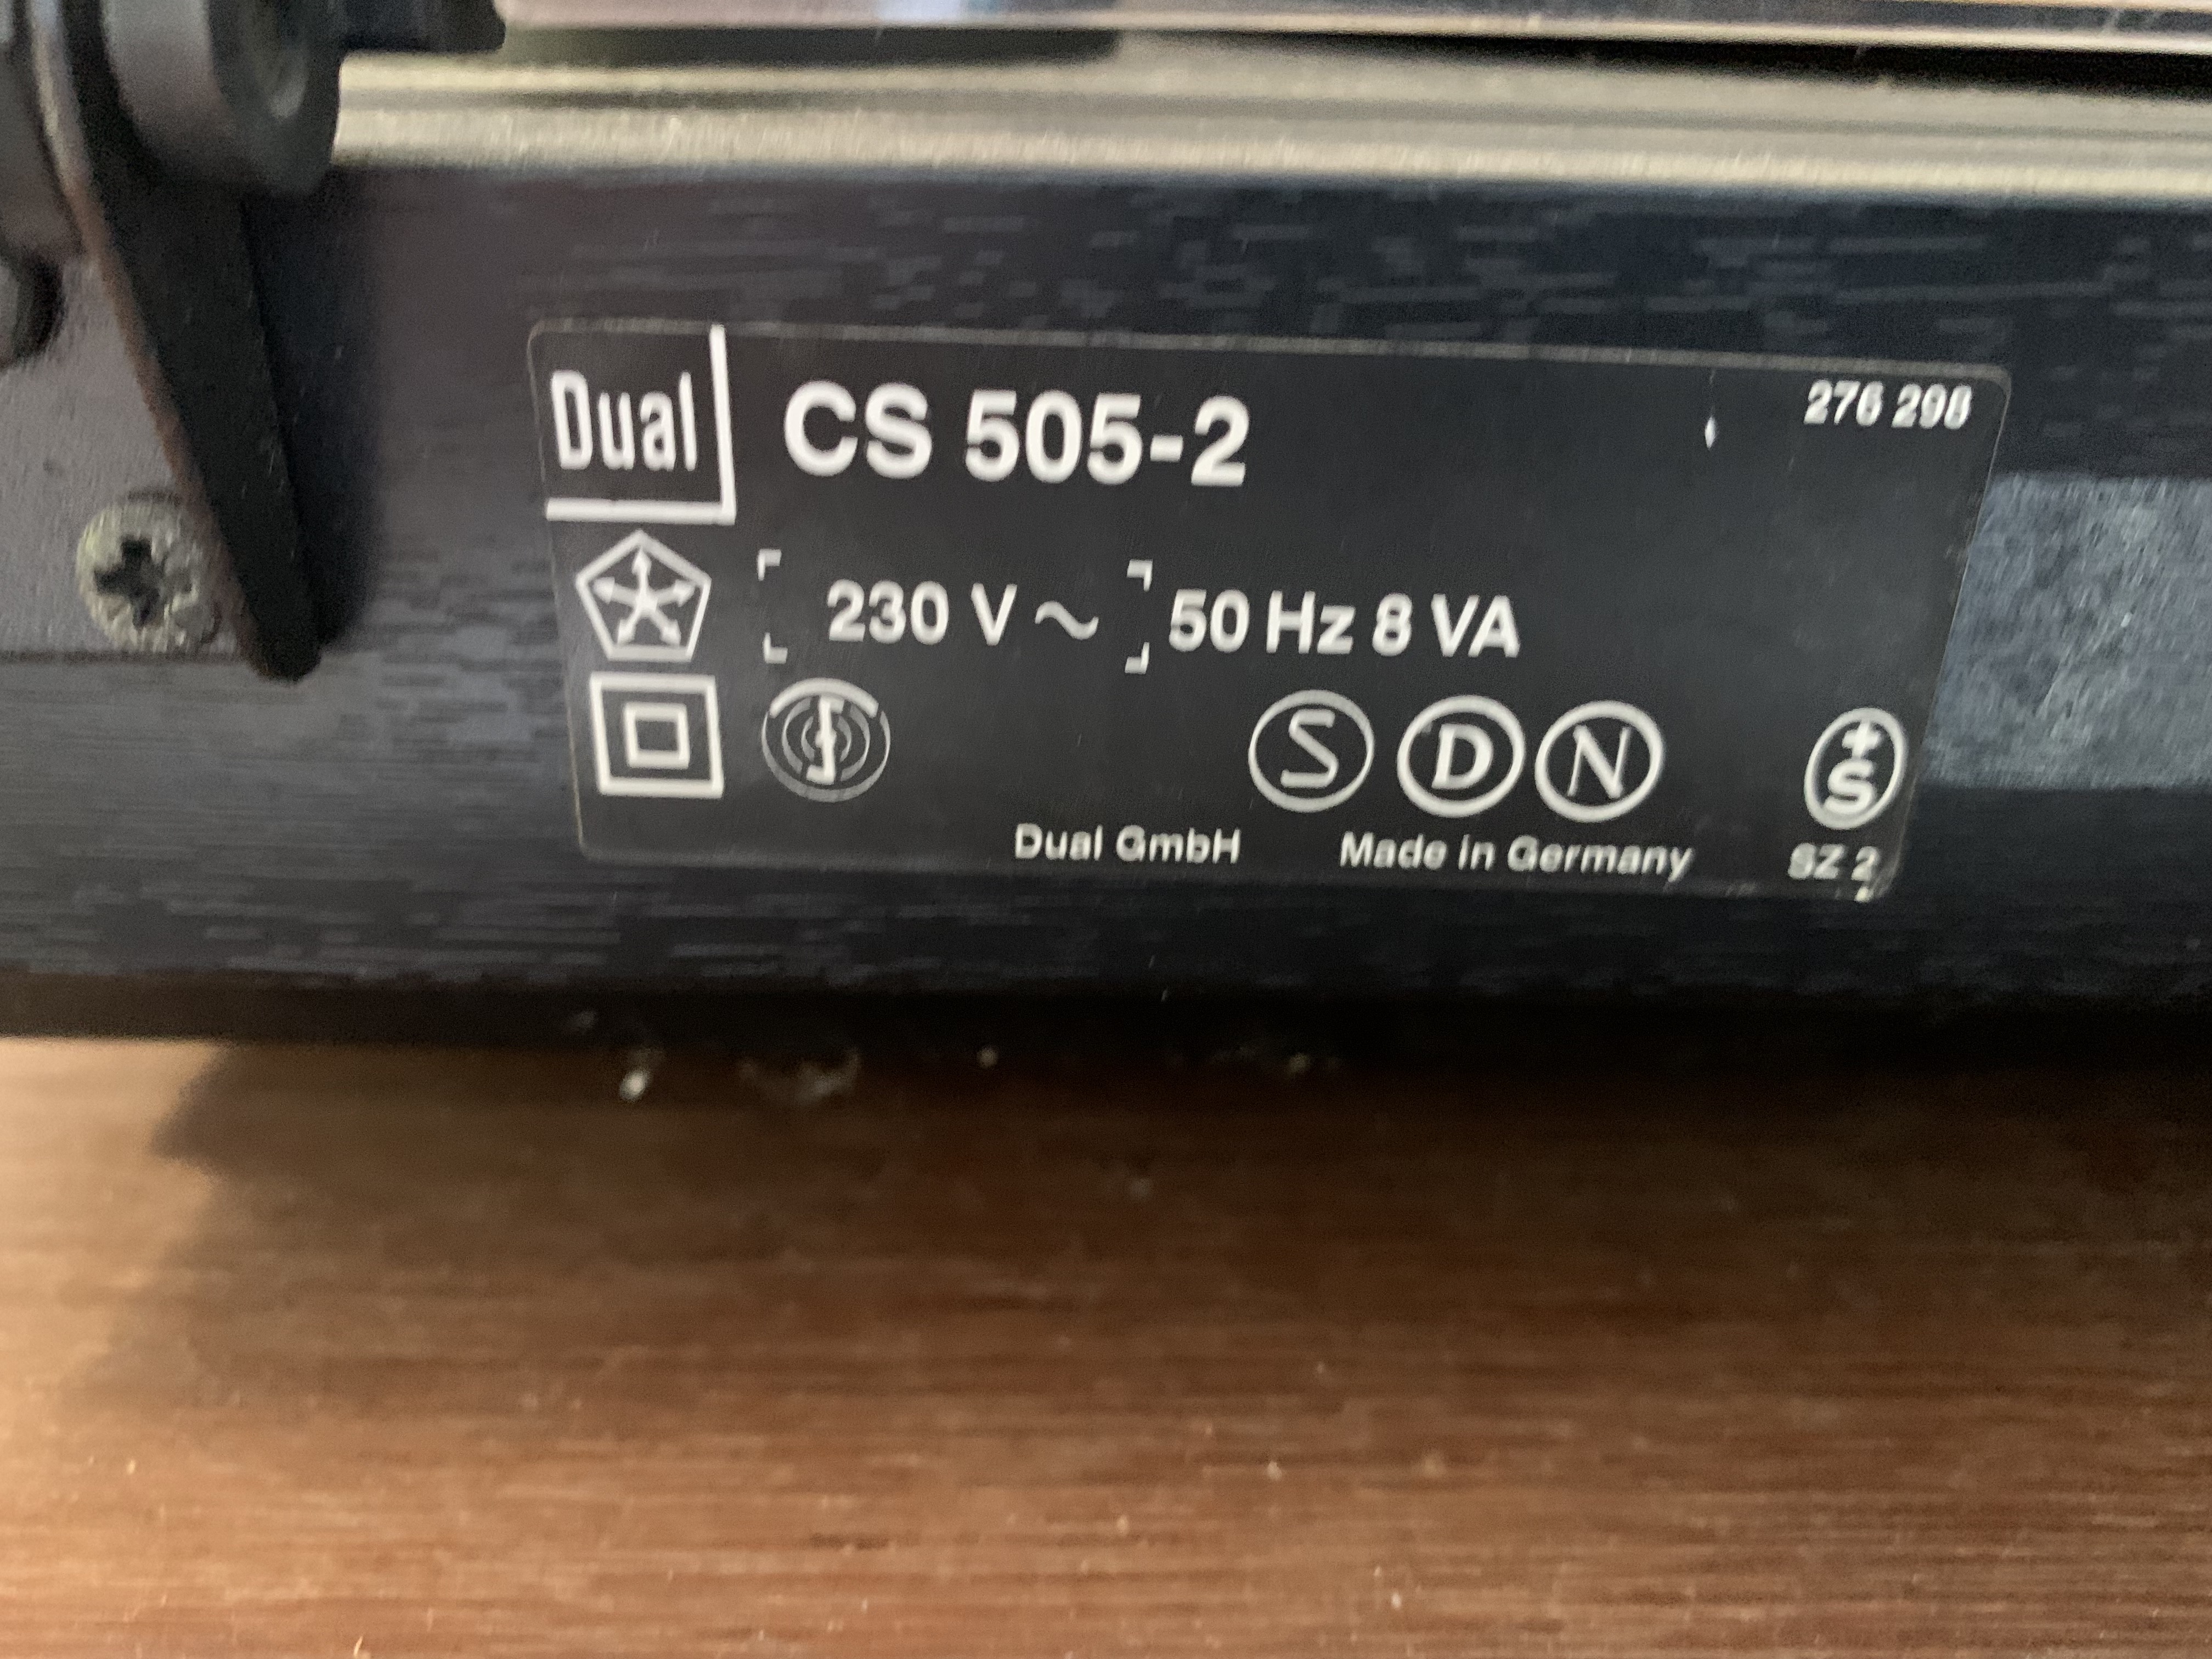 Dual CS 505-2 276 298
230 V ~ 50 Hz 8 VA
S D N +S
Dual GmbH Made in Germany SZ 2